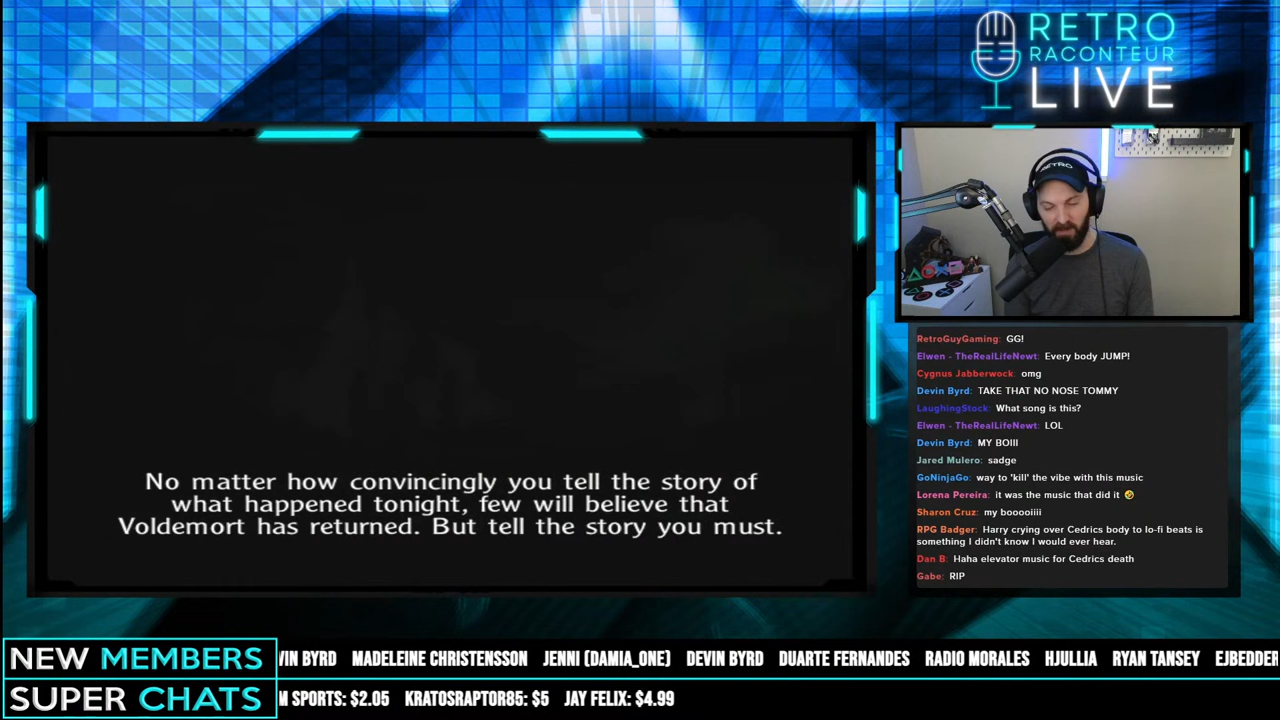 RETRO
RACONTEUR
LIVE
RETRO
No matter how convincingly you tell the story of
what happened tonight, few will believe that
Voldemort has returned. But tell the story you must.
RetroGuyGaming: GG!
Elwen - TheRealLifeNewt: Every body JUMP!
Cygnus Jabberwock: omg
Devin Byrd: TAKE THAT NO NOSE TOMMY
LaughingStock: What song is this?
Elwen - TheRealLifeNewt: LOL
Devin Byrd: MY BOIII
Jared Mulero: sadge
GoNinjaGo: way to 'kill' the vibe with this music
Lorena Pereira: it was the music that did it 🤣
Sharon Cruz: my booooiiii
RPG Badger: Harry crying over Cedrics body to lo-fi beats is
something I didn't know I would ever hear.
Dan B: Haha elevator music for Cedrics death
Gabe: RIP
NEW MEMBERS VIN BYRD MADELEINE CHRISTENSSON JENNI (DAMIA_ONE) DEVIN BYRD DUARTE FERNANDES RADIO MORALES HJULLIA RYAN TANSEY EJBEDDER
SUPER CHATS M SPORTS: $2.05 KRATOSRAPTOR85: $5 JAY FELIX: $4.99